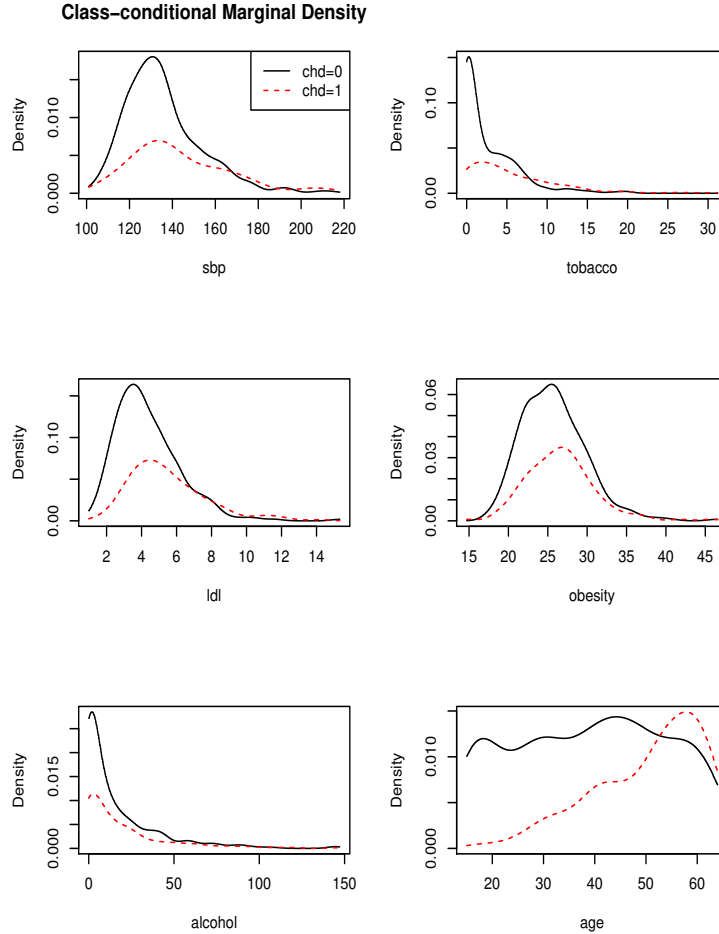 Class−conditional Marginal Density
Density
0.000 0.010
chd=0
chd=1
100 120 140 160 180 200 220
sbp
Density
0.00 0.10
0 5 10 15 20 25 30
tobacco
Density
0.00 0.10
2 4 6 8 10 12 14
ldl
Density
0.00 0.03 0.06
15 20 25 30 35 40 45
obesity
Density
0.000 0.015
0 50 100 150
alcohol
Density
0.000 0.010
20 30 40 50 60
age